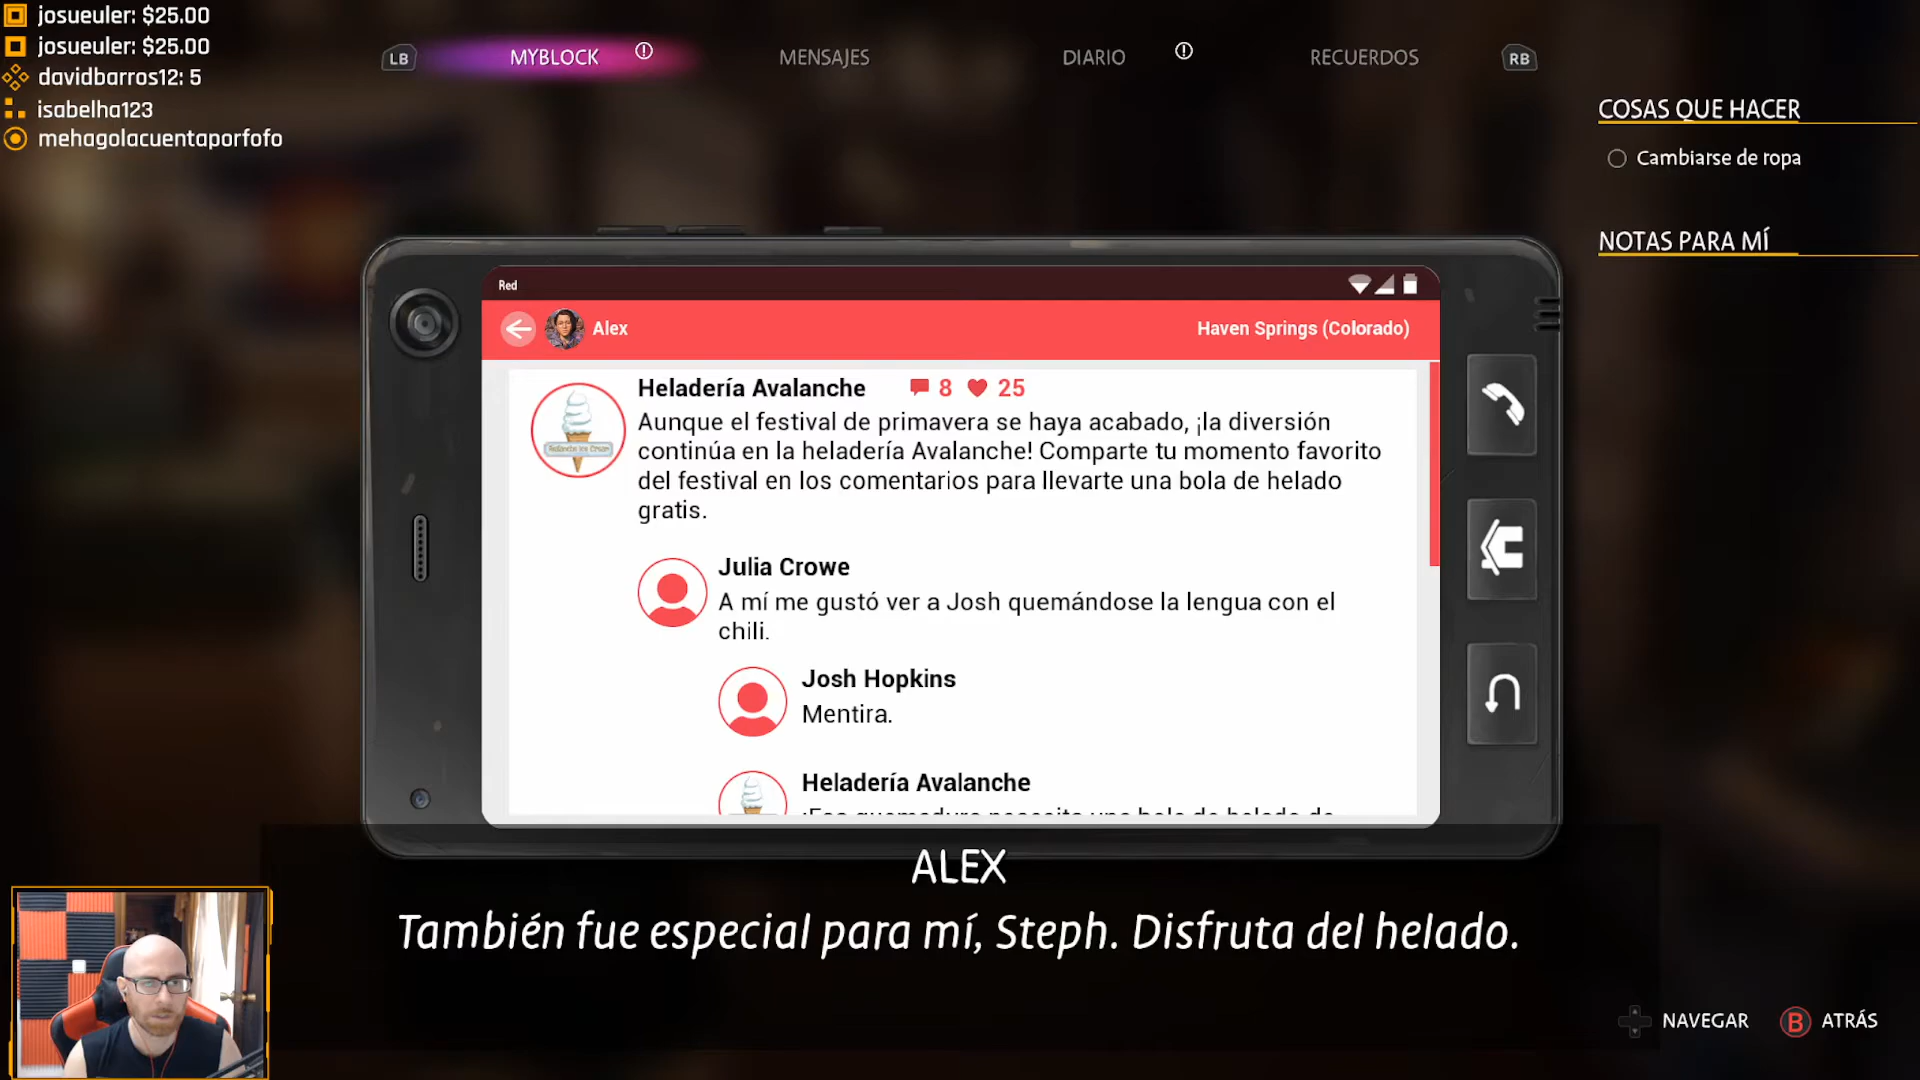 josueuler: $25.00
josueuler: $25.00
davidbarros12: 5
isabelha123
mehagolacuentaporfofo
LB MYBLOCK MENSAJES DIARIO RECUERDOS RB
COSAS QUE HACER
Cambiarse de ropa
NOTAS PARA MÍ
Red
Alex Haven Springs (Colorado)
Heladería Avalanche 8 25
Aunque el festival de primavera se haya acabado, ¡la diversión
continúa en la heladería Avalanche! Comparte tu momento favorito
del festival en los comentarios para llevarte una bola de helado
gratis.
Julia Crowe
A mí me gustó ver a Josh quemándose la lengua con el
chili.
Josh Hopkins
Mentira.
Heladería Avalanche
ALEX
También fue especial para mí, Steph. Disfruta del helado.
NAVEGAR B ATRÁS